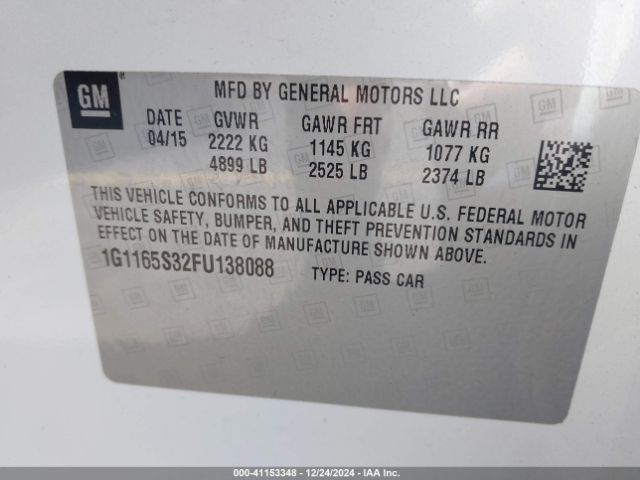 GM
MFD BY GENERAL MOTORS LLC
DATE GVWR GAWR FRT GAWR RR
04/15 2222 KG 1145 KG 1077 KG
4899 LB 2525 LB 2374 LB
THIS VEHICLE CONFORMS TO ALL APPLICABLE U.S. FEDERAL MOTOR
VEHICLE SAFETY, BUMPER, AND THEFT PREVENTION STANDARDS IN
EFFECT ON THE DATE OF MANUFACTURE SHOWN ABOVE.
1G1165S32FU138088 TYPE: PASS CAR
000-41153348 - 12/24/2024 - IAA Inc.